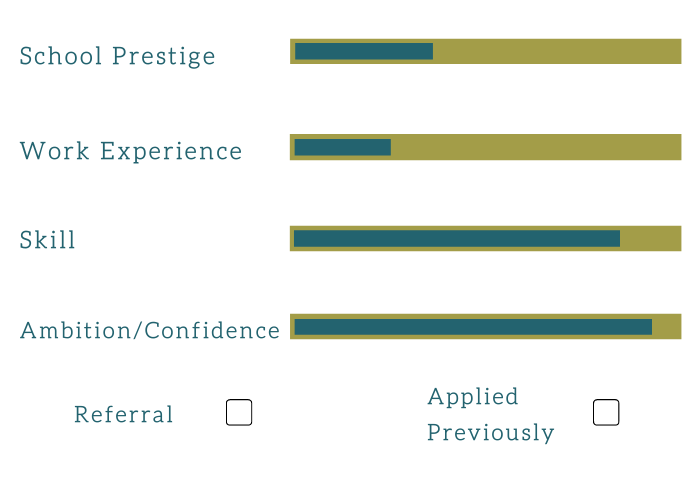 School Prestige
Work Experience
Skill
Ambition/Confidence
Referral
Applied
Previously